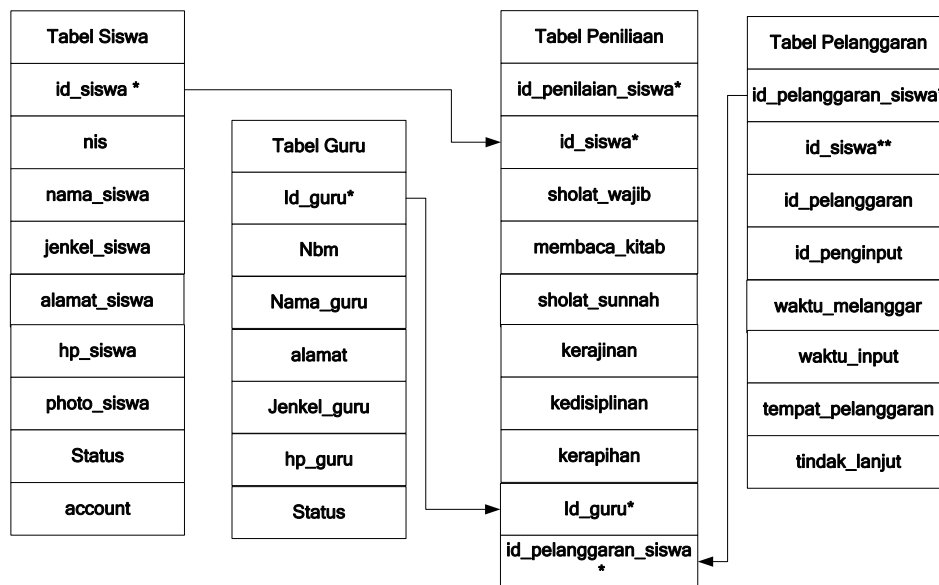 Tabel Siswa
id_siswa *
nis
nama_siswa
jenkel_siswa
alamat_siswa
hp_siswa
photo_siswa
Status
account
Tabel Guru
Id_guru*
Nbm
Nama_guru
alamat
Jenkel_guru
hp_guru
Status
Tabel Peniliaan
id_penilaian_siswa*
id_siswa*
sholat_wajib
membaca_kitab
sholat_sunnah
kerajinan
kedisiplinan
kerapihan
Id_guru*
id_pelanggaran_siswa
*
Tabel Pelanggaran
id_pelanggaran_siswa*
id_siswa**
id_pelanggaran
id_penginput
waktu_melanggar
waktu_input
tempat_pelanggaran
tindak_lanjut